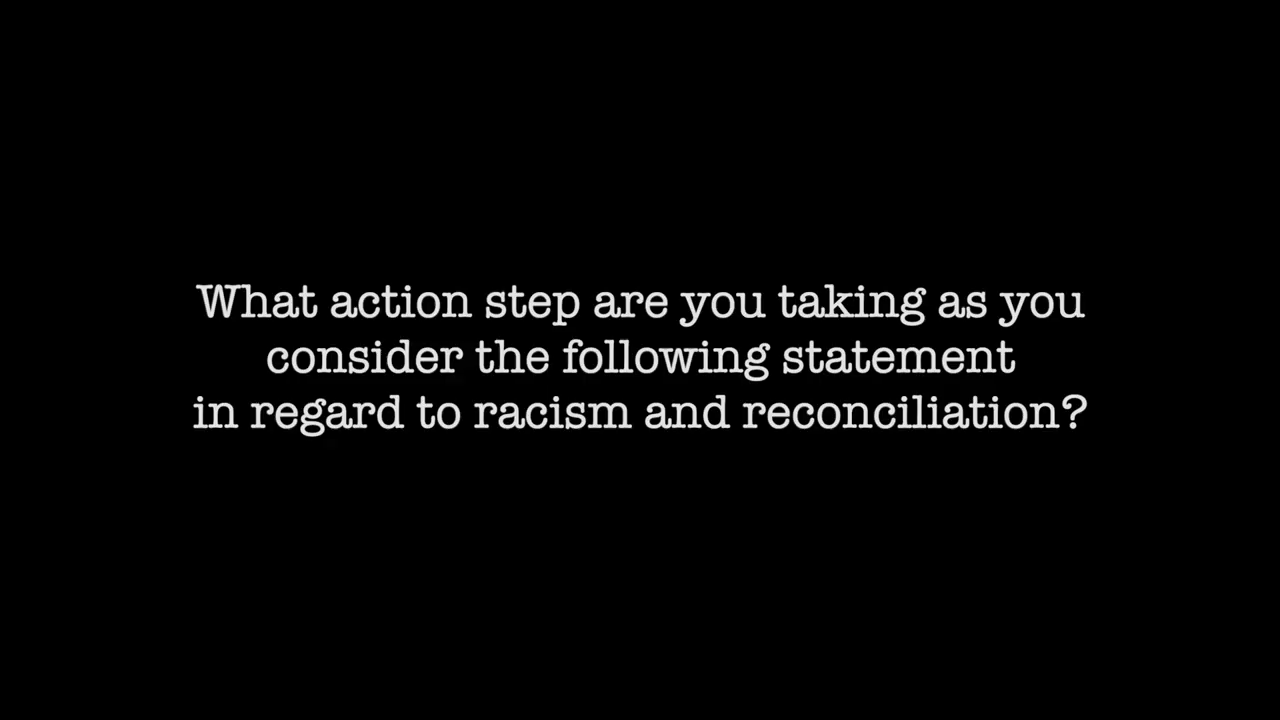 What action step are you taking as you
consider the following statement
in regard to racism and reconciliation?